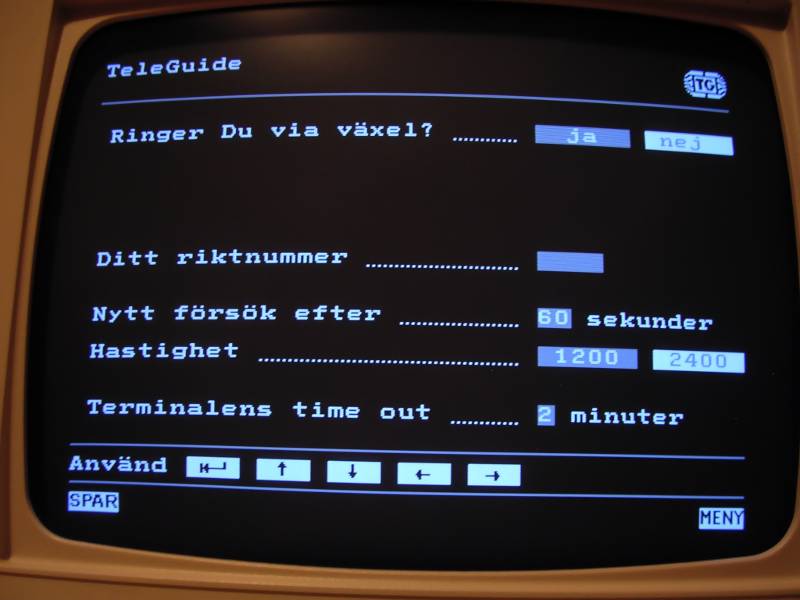 TeleGuide
TG
Ringer Du via växel? .......... ja nej
Ditt riktnummer ........................
Nytt försök efter ................... 60 sekunder
Hastighet ......................................... 1200 2400
Terminalens time out ........... 2 minuter
Använd ↵ ↑ ↓ ← →
SPAR
MENY